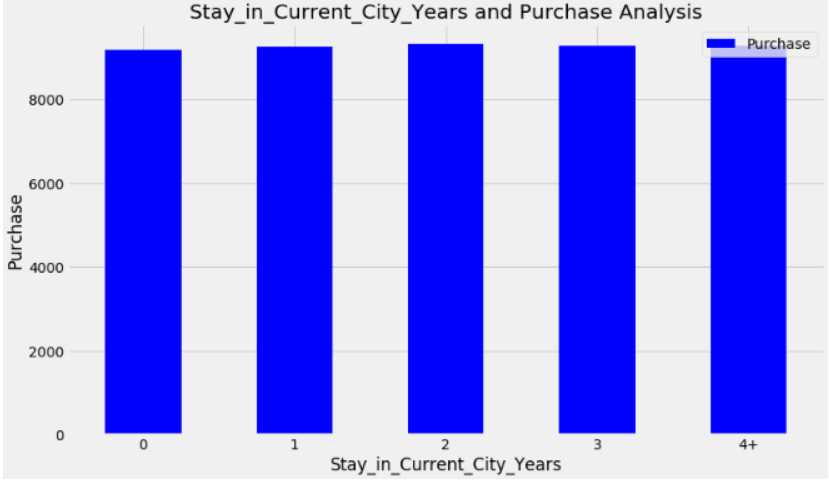 Stay_in_Current_City_Years and Purchase Analysis
Purchase
8000
6000
4000
2000
0
Purchase
0 1 2 3 4+
Stay_in_Current_City_Years